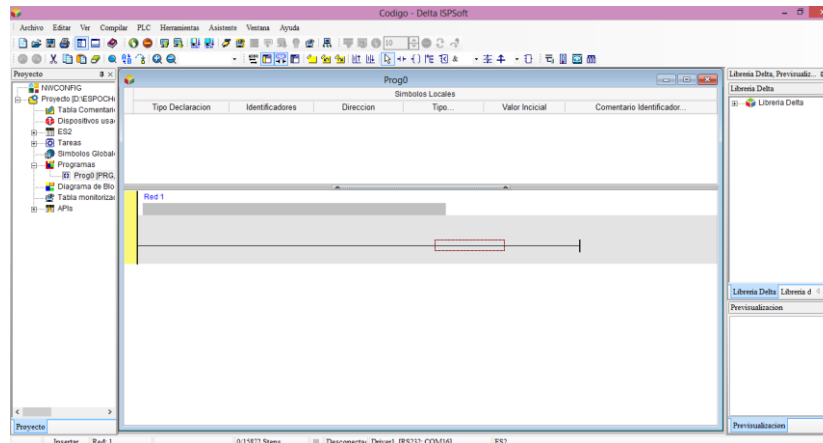 Codigo - Delta ISPSoft
Archivo Editar Ver Compilar PLC Herramientas Asistente Ventana Ayuda
Proyecto
NWCONFIG
Proyecto [D:\ESPOCH\
Tabla Comentari
Dispositivos usa
ES2
Tareas
Simbolos Global
Programas
Prog0 [PRG,
Diagrama de Blo
Tabla monitoriza
APIs
Proyecto
Prog0
Simbolos Locales
Tipo Declaracion Identificadores Direccion Tipo... Valor Incicial Comentario Identificador...
Red 1
Libreria Delta, Previsualiz...
Libreria Delta
Libreria Delta
Libreria Delta Libreria d
Previsualizacion
Previsualizacion
Insertar Red: 1 0/15872 Steps Desconectar Driver1, [RS232: COM16] ES2